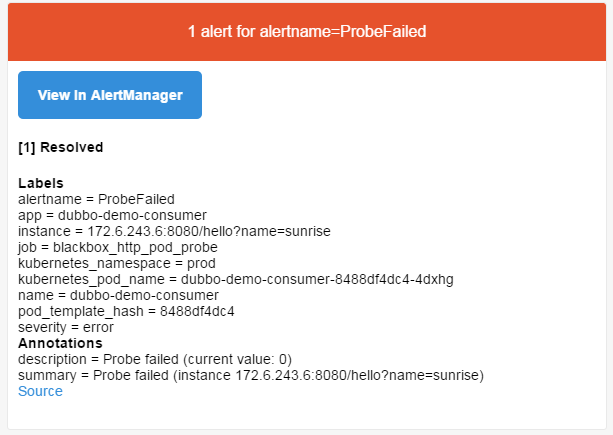 1 alert for alertname=ProbeFailed
View In AlertManager
[1] Resolved
Labels
alertname = ProbeFailed
app = dubbo-demo-consumer
instance = 172.6.243.6:8080/hello?name=sunrise
job = blackbox_http_pod_probe
kubernetes_namespace = prod
kubernetes_pod_name = dubbo-demo-consumer-8488df4dc4-4dxhg
name = dubbo-demo-consumer
pod_template_hash = 8488df4dc4
severity = error
Annotations
description = Probe failed (current value: 0)
summary = Probe failed (instance 172.6.243.6:8080/hello?name=sunrise)
Source